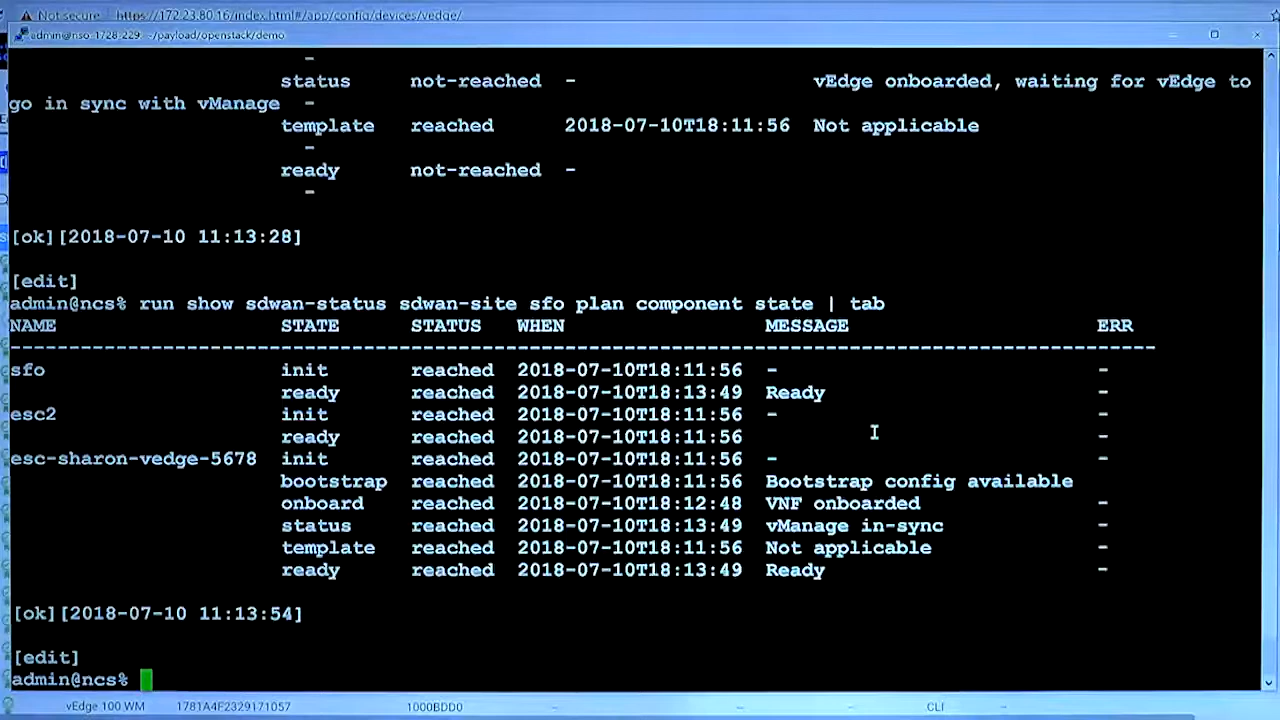 Not secure https://172.23.80.16/index.html#/app/config/devices/vedge/
admin@nso-1728-229: ~/payload/openstack/demo
-
status not-reached - vEdge onboarded, waiting for vEdge to
go in sync with vManage -
template reached 2018-07-10T18:11:56 Not applicable
-
ready not-reached -
-
[ok][2018-07-10 11:13:28]
[edit]
admin@ncs% run show sdwan-status sdwan-site sfo plan component state | tab
NAME STATE STATUS WHEN MESSAGE ERR
---------------------------------------------------------------------------------------------------
sfo init reached 2018-07-10T18:11:56 - -
ready reached 2018-07-10T18:13:49 Ready -
esc2 init reached 2018-07-10T18:11:56 - -
ready reached 2018-07-10T18:11:56 -
esc-sharon-vedge-5678 init reached 2018-07-10T18:11:56 - -
bootstrap reached 2018-07-10T18:11:56 Bootstrap config available
onboard reached 2018-07-10T18:12:48 VNF onboarded -
status reached 2018-07-10T18:13:49 vManage in-sync -
template reached 2018-07-10T18:11:56 Not applicable -
ready reached 2018-07-10T18:13:49 Ready -
[ok][2018-07-10 11:13:54]
[edit]
admin@ncs%
vEdge 100 WM 1781A4F2329171057 1000BDD0 -- -- CLI --